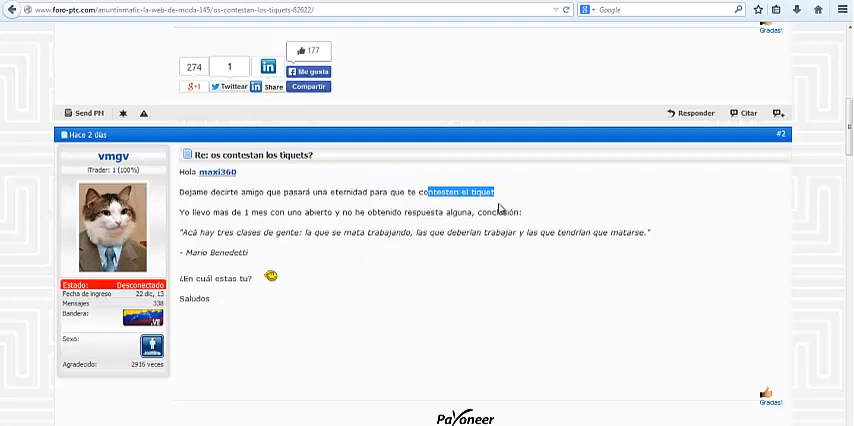 www.foro-ptc.com/anuntiomatic-la-web-de-moda-145/os-contestan-los-tiquets-82622/
Google
Gracias!
177
274
1
in
Me gusta
g+1
Twittear
in Share
Compartir
Send PM
Responder
Citar
Hace 2 días
#2
vmgv
iTrader: 1 (100%)
Re: os contestan los tiquets?
Hola maxi360
Dejame decirte amigo que pasará una eternidad para que te contesten el tiquet
Yo llevo mas de 1 mes con uno abierto y no he obtenido respuesta alguna, conclusión:
"Acá hay tres clases de gente: la que se mata trabajando, las que deberían trabajar y las que tendrían que matarse."
- Mario Benedetti
¿En cuál estas tu?
Saludos
Estado: Desconectado
Fecha de ingreso 22 dic, 13
Mensajes 338
Bandera: .VE
Sexo:
Agradecido: 2916 veces
Gracias!
Payoneer